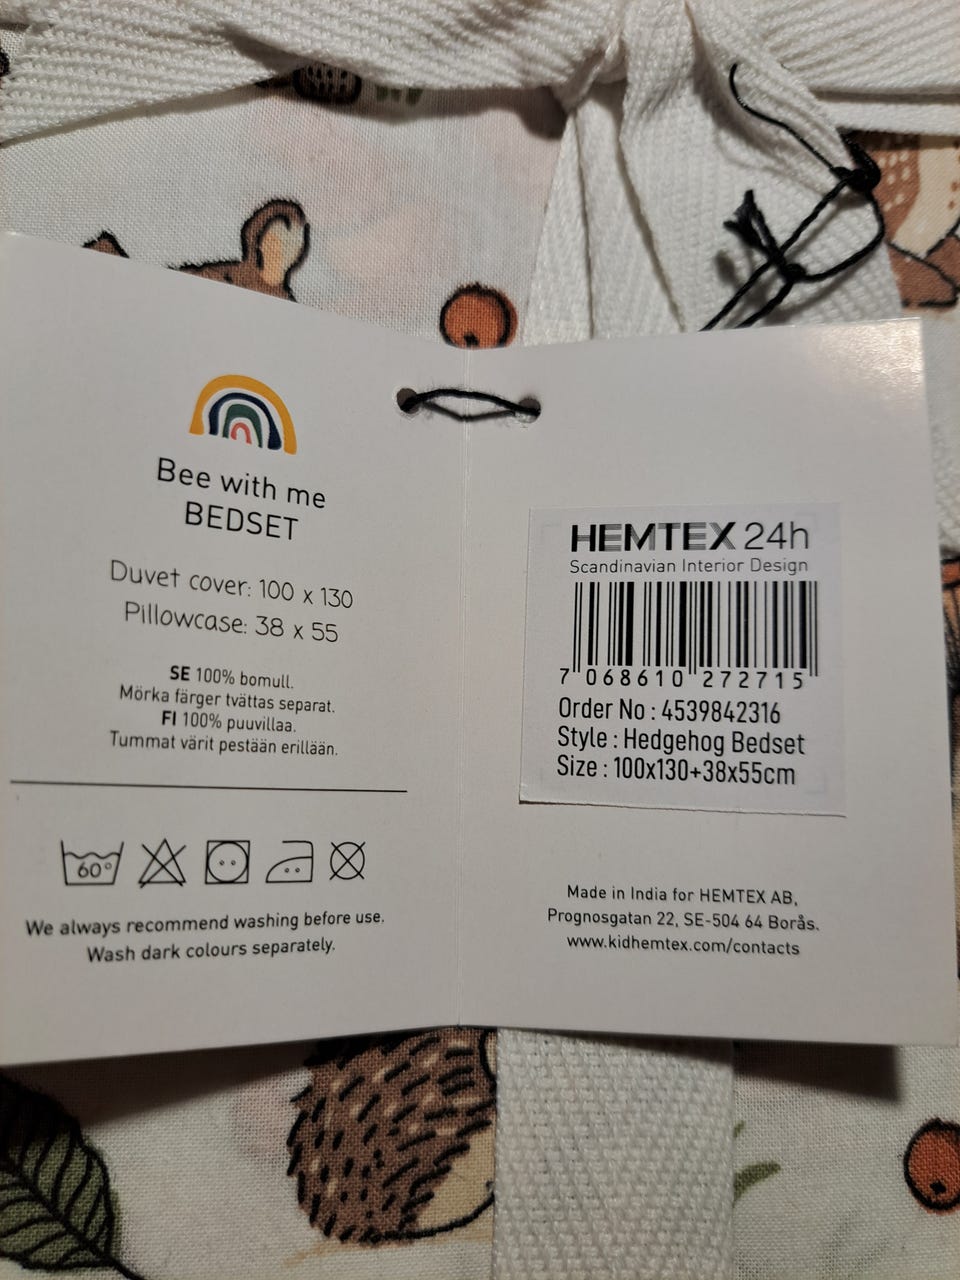 Bee with me
BEDSET
Duvet cover: 100 x 130
Pillowcase: 38 x 55
SE 100% bomull.
Mörka färger tvättas separat.
FI 100% puuvillaa.
Tummat värit pestään erillään.
60°
We always recommend washing before use.
Wash dark colours separately.
HEMTEX 24h
Scandinavian Interior Design
7 068610 272715
Order No : 4539842316
Style : Hedgehog Bedset
Size : 100x130+38x55cm
Made in India for HEMTEX AB,
Prognosgatan 22, SE-504 64 Borås.
www.kidhemtex.com/contacts